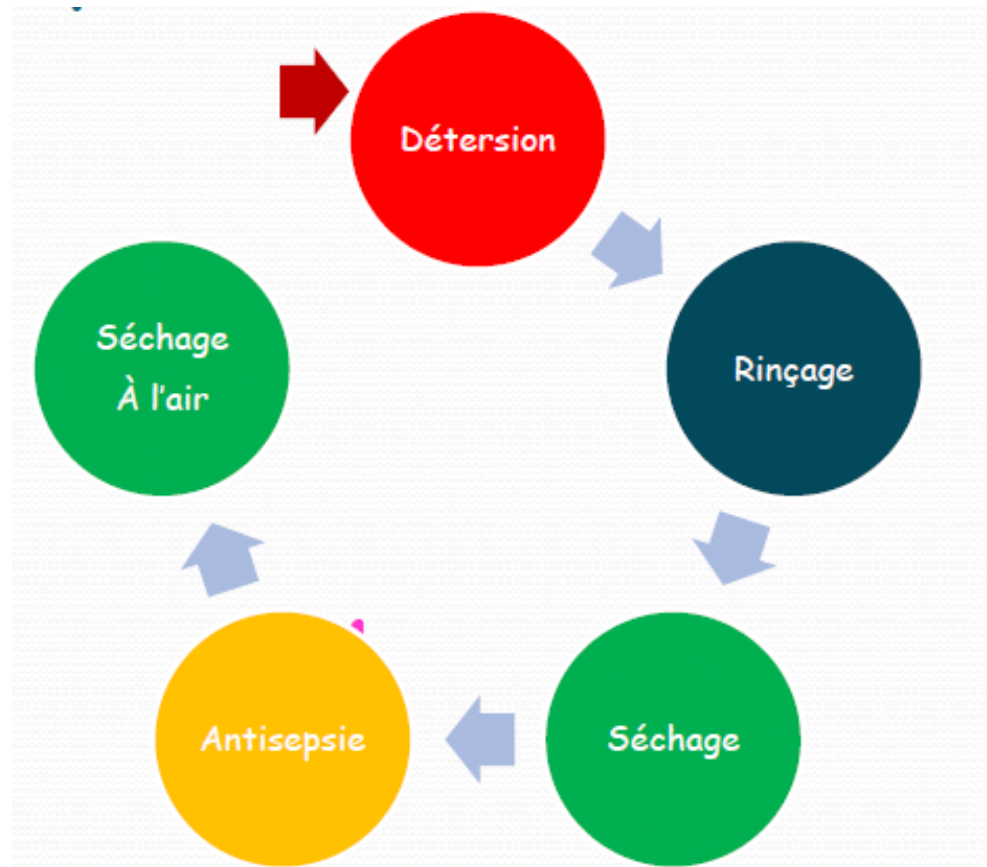 Détersion
Rinçage
Séchage
Antisepsie
Séchage
À l'air